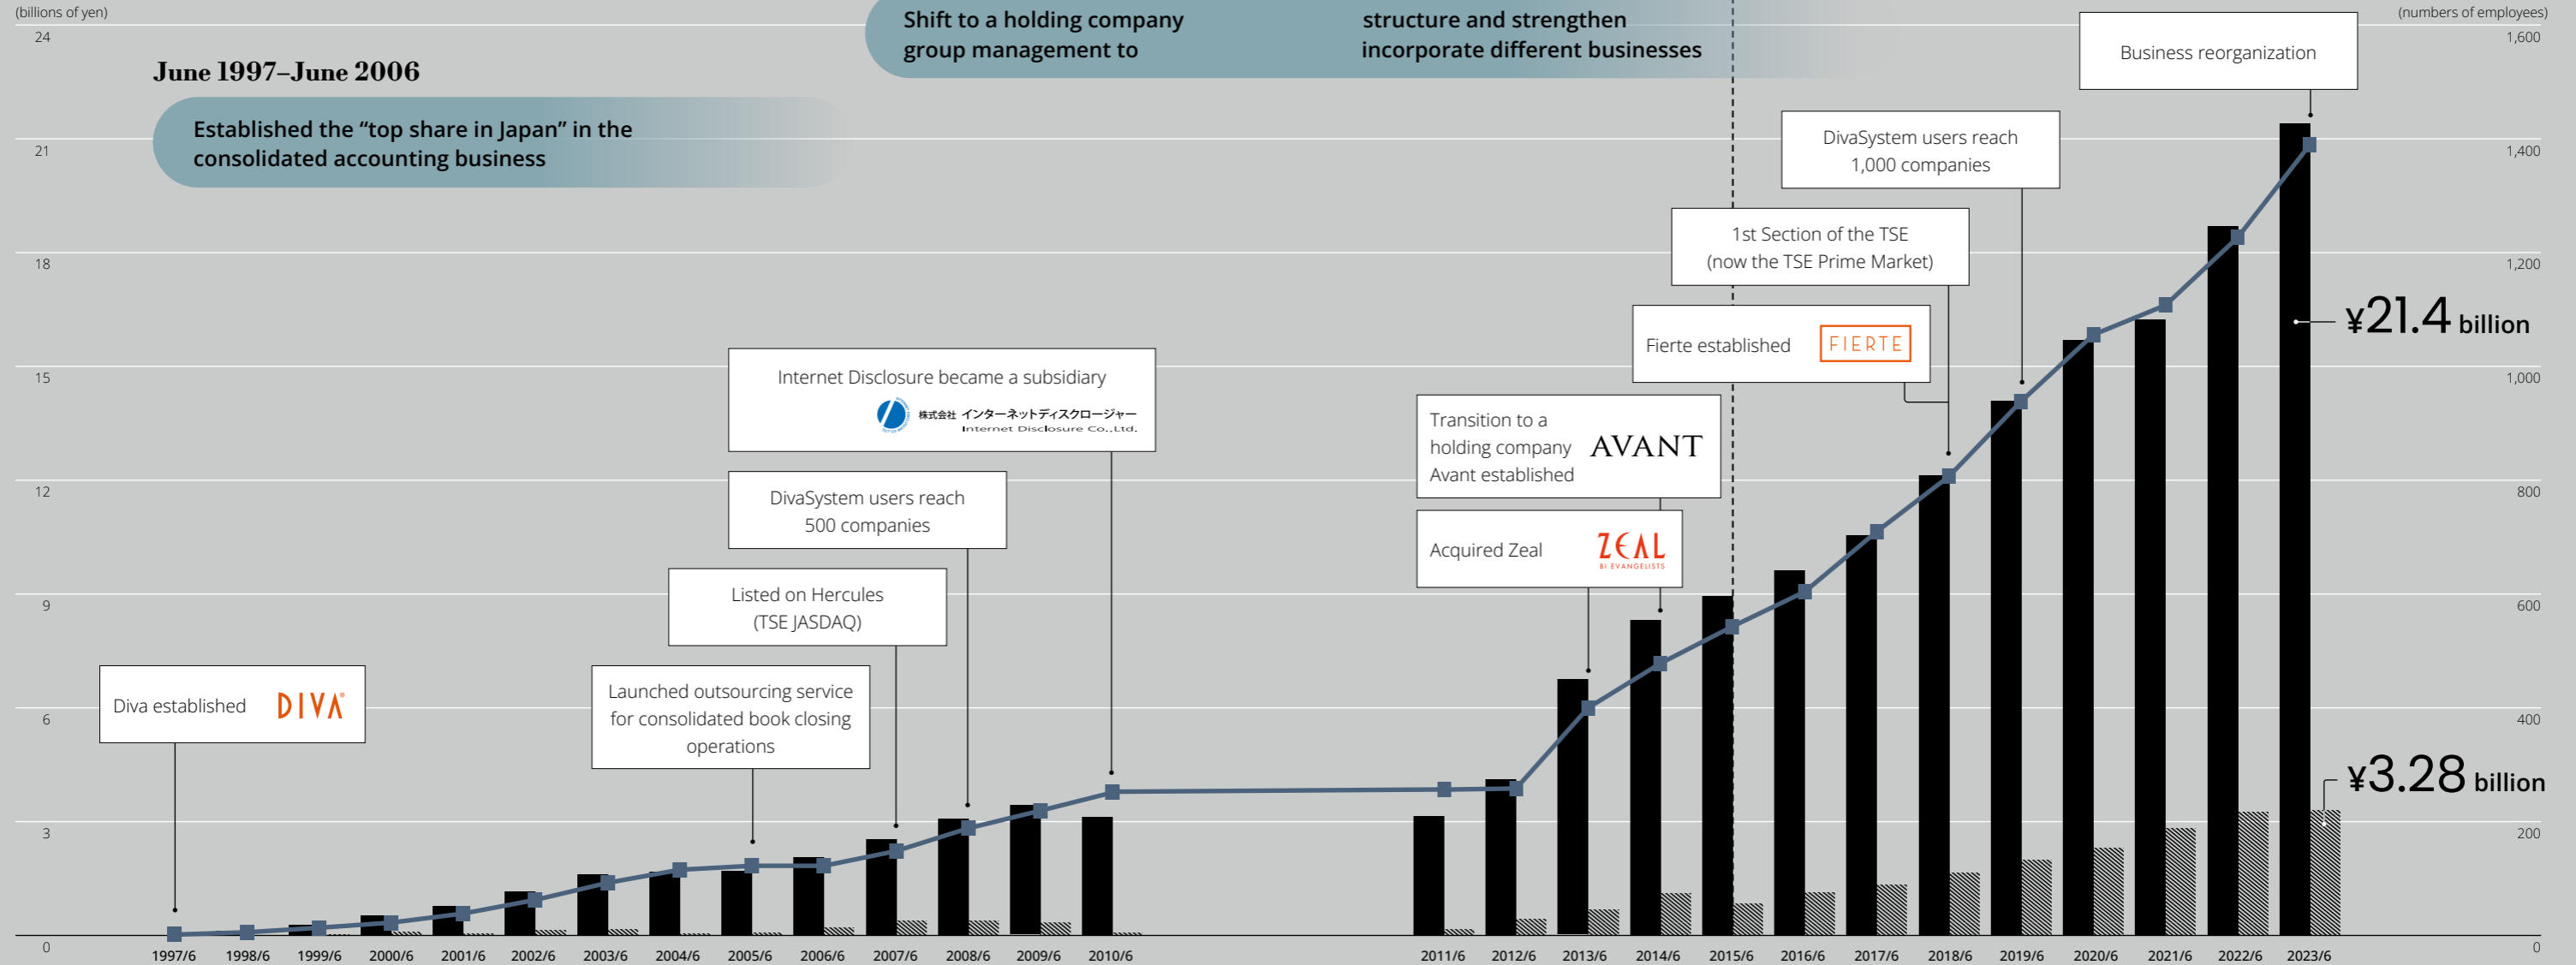 (billions of yen)
(numbers of employees)
Shift to a holding company
group management to
structure and strengthen
incorporate different businesses
June 1997–June 2006
Established the “top share in Japan” in the
consolidated accounting business
24
21
18
15
12
9
6
3
0
1,600
1,400
1,200
1,000
800
600
400
200
0
Diva established
DIVA®
Launched outsourcing service
for consolidated book closing
operations
Listed on Hercules
(TSE JASDAQ)
DivaSystem users reach
500 companies
Internet Disclosure became a subsidiary
株式会社 インターネットディスクロージャー
Internet Disclosure Co.,Ltd.
Acquired Zeal
ZEAL
BI EVANGELISTS
Transition to a
holding company
Avant established
AVANT
Fierte established
FIERTE
1st Section of the TSE
(now the TSE Prime Market)
DivaSystem users reach
1,000 companies
Business reorganization
¥21.4 billion
¥3.28 billion
1997/6 1998/6 1999/6 2000/6 2001/6 2002/6 2003/6 2004/6 2005/6 2006/6 2007/6 2008/6 2009/6 2010/6 2011/6 2012/6 2013/6 2014/6 2015/6 2016/6 2017/6 2018/6 2019/6 2020/6 2021/6 2022/6 2023/6